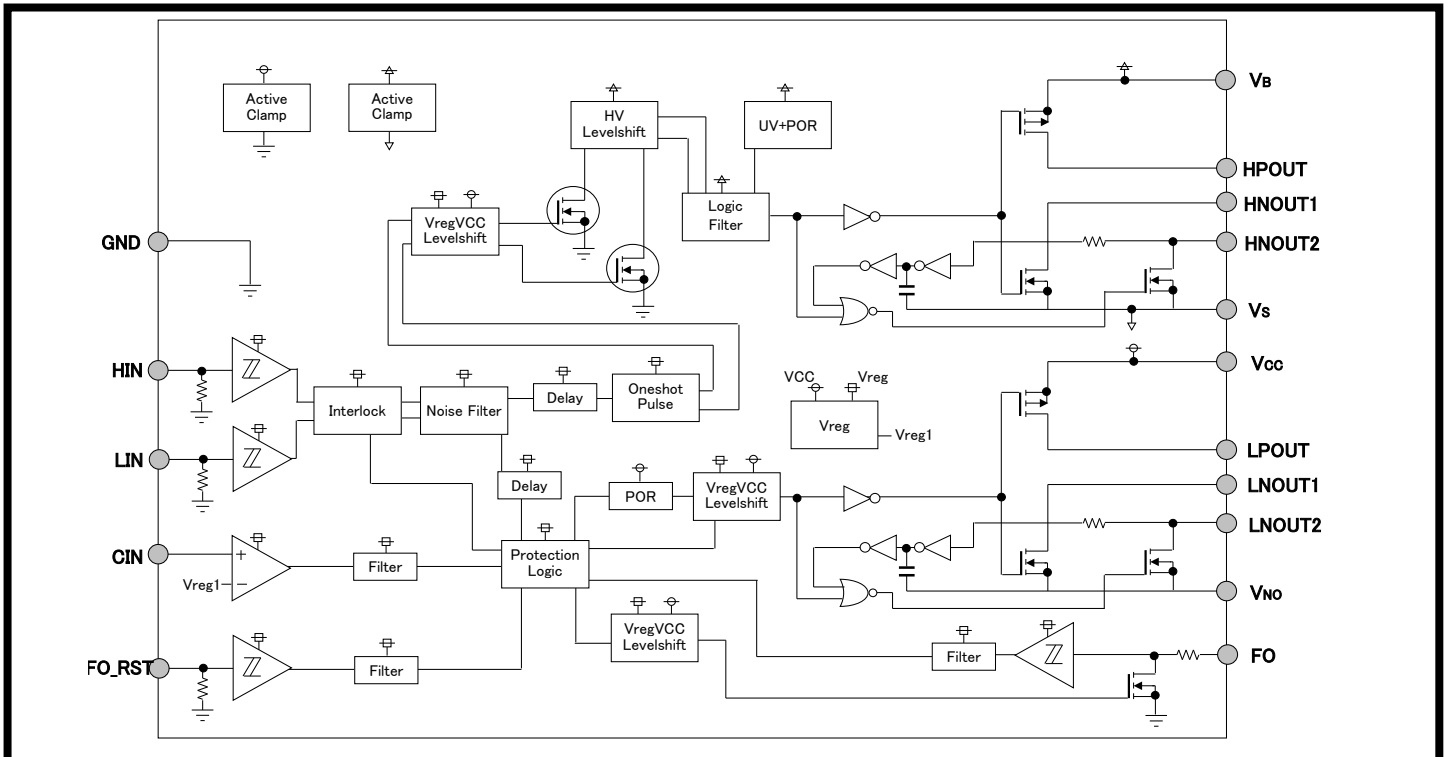 Active
Clamp
Active
Clamp
HV
Levelshift
UV+POR
VB
HPOUT
HNOUT1
HNOUT2
VS
VregVCC
Levelshift
Logic
Filter
GND
HIN
LIN
CIN
FO_RST
Interlock
Noise Filter
Delay
Oneshot
Pulse
VCC
Vreg
Vreg
Vreg1
VCC
LPOUT
LNOUT1
LNOUT2
VNO
FO
Delay
POR
VregVCC
Levelshift
+
Vreg1
−
Filter
Protection
Logic
VregVCC
Levelshift
Filter
Filter